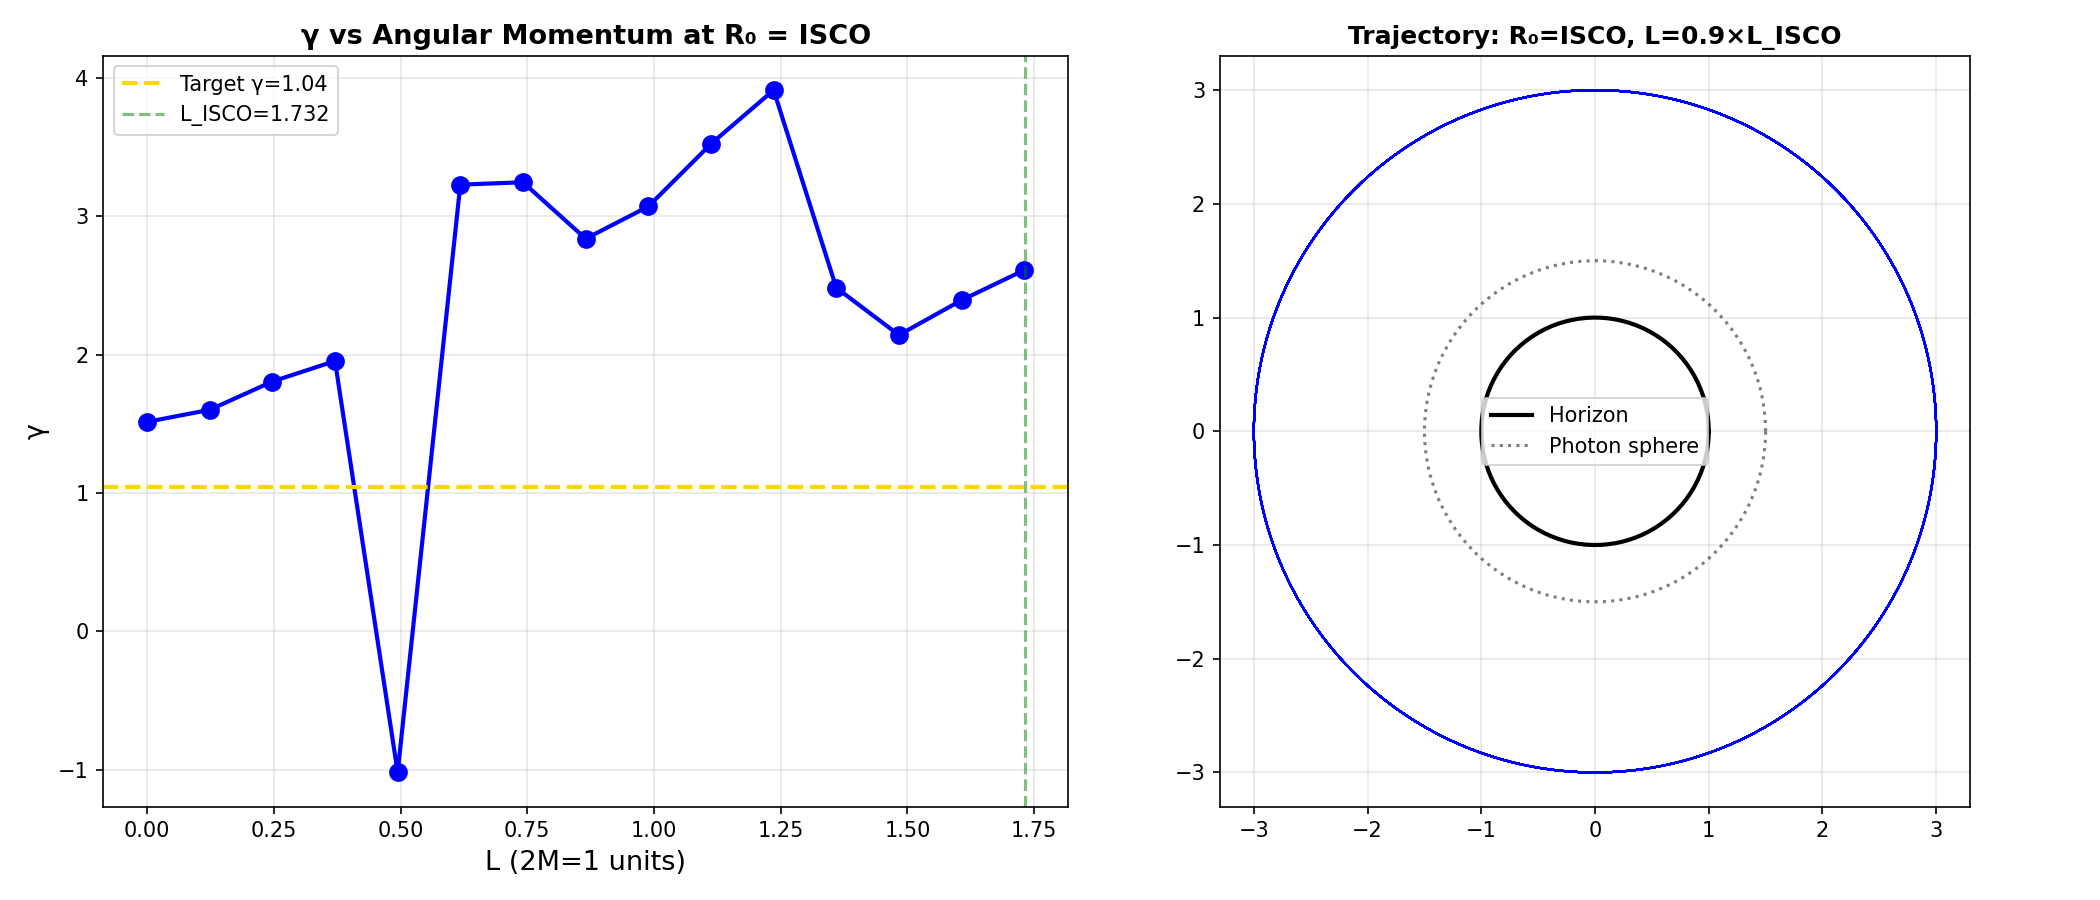 γ vs Angular Momentum at R₀ = ISCO
Target γ=1.04
L_ISCO=1.732
4
3
2
1
0
−1
γ
0.00 0.25 0.50 0.75 1.00 1.25 1.50 1.75
L (2M=1 units)
Trajectory: R₀=ISCO, L=0.9×L_ISCO
3
2
1
0
−1
−2
−3
Horizon
Photon sphere
−3 −2 −1 0 1 2 3